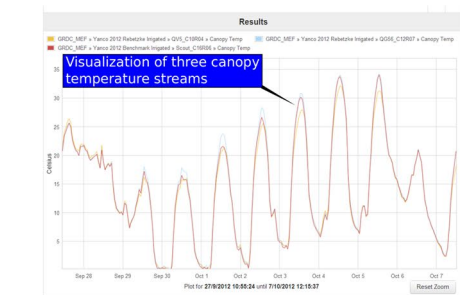 Results
GRDC_MEF » Yanco 2012 Rebetzke Irrigated » QV5_C10R04 » Canopy Temp
GRDC_MEF » Yanco 2012 Rebetzke Irrigated » QG56_C12R07 » Canopy Temp
GRDC_MEF » Yanco 2012 Benchmark Irrigated » Scout_C16R06 » Canopy Temp
Visualization of three canopy
temperature streams
Celsius
35
30
25
20
15
10
5
Sep 28 Sep 29 Sep 30 Oct 1 Oct 2 Oct 3 Oct 4 Oct 5 Oct 6 Oct 7
Plot for 27/9/2012 10:55:24 until 7/10/2012 12:15:37
Reset Zoom